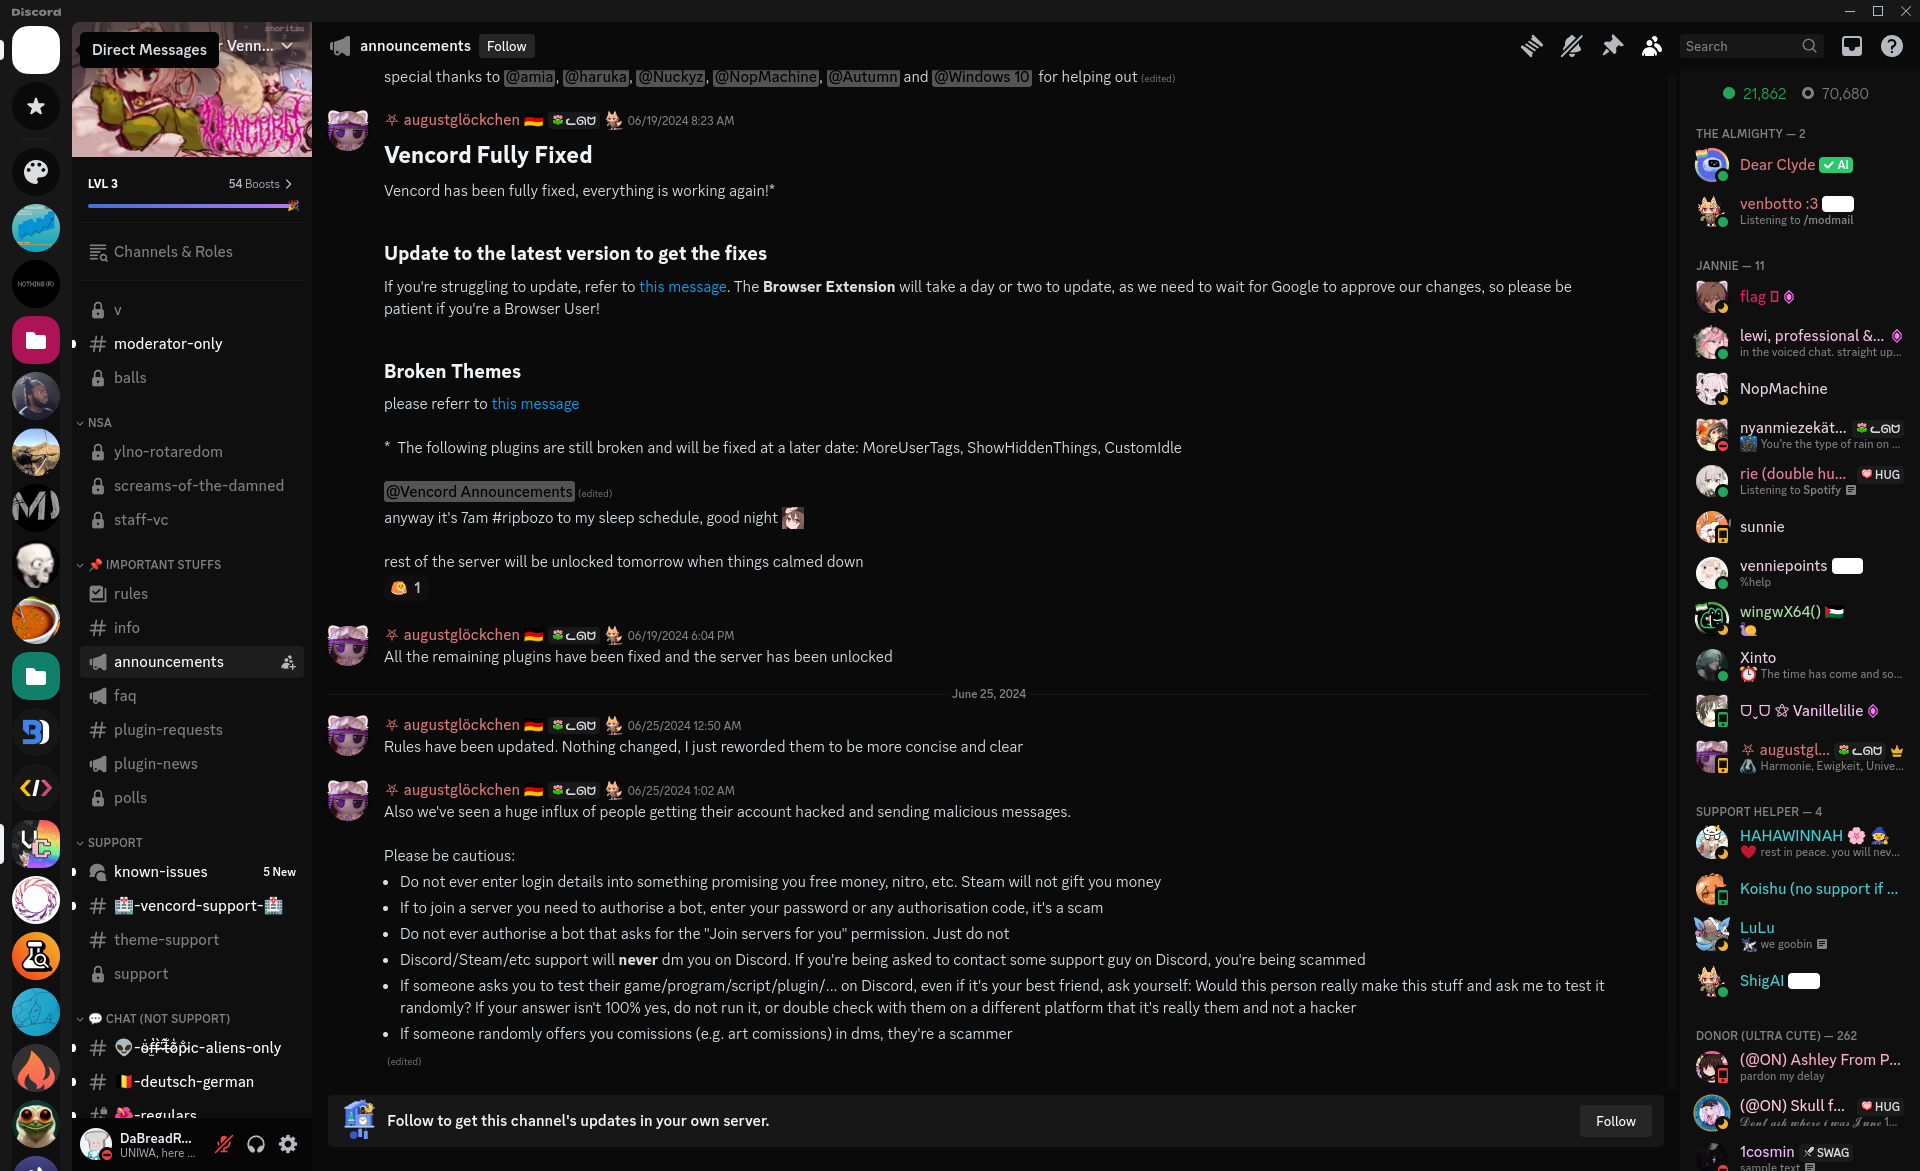 Discord
Direct Messages
r Venn...
shoritsu
VENCORD
LVL 3
54 Boosts
Channels & Roles
v
moderator-only
balls
NSA
ylno-rotaredom
screams-of-the-damned
staff-vc
📌 IMPORTANT STUFFS
rules
info
announcements
faq
plugin-requests
plugin-news
polls
SUPPORT
known-issues
5 New
🏥-vencord-support-🏥
theme-support
support
💬 CHAT (NOT SUPPORT)
👽-off-topic-aliens-only
🇧🇪-deutsch-german
🌺-regulars
DaBreadR...
UNIWA, here ...
NOTHING (R)
announcements
Follow
Search
special thanks to @amia, @haruka, @Nuckyz, @NopMachine, @Autumn and @Windows 10 for helping out (edited)
⛧ augustglöckchen 🇩🇪 06/19/2024 8:23 AM
Vencord Fully Fixed
Vencord has been fully fixed, everything is working again!*
Update to the latest version to get the fixes
If you're struggling to update, refer to this message. The Browser Extension will take a day or two to update, as we need to wait for Google to approve our changes, so please be
patient if you're a Browser User!
Broken Themes
please referr to this message
* The following plugins are still broken and will be fixed at a later date: MoreUserTags, ShowHiddenThings, CustomIdle
@Vencord Announcements (edited)
anyway it's 7am #ripbozo to my sleep schedule, good night
rest of the server will be unlocked tomorrow when things calmed down
1
⛧ augustglöckchen 🇩🇪 06/19/2024 6:04 PM
All the remaining plugins have been fixed and the server has been unlocked
June 25, 2024
⛧ augustglöckchen 🇩🇪 06/25/2024 12:50 AM
Rules have been updated. Nothing changed, I just reworded them to be more concise and clear
⛧ augustglöckchen 🇩🇪 06/25/2024 1:02 AM
Also we've seen a huge influx of people getting their account hacked and sending malicious messages.
Please be cautious:
• Do not ever enter login details into something promising you free money, nitro, etc. Steam will not gift you money
• If to join a server you need to authorise a bot, enter your password or any authorisation code, it's a scam
• Do not ever authorise a bot that asks for the "Join servers for you" permission. Just do not
• Discord/Steam/etc support will never dm you on Discord. If you're being asked to contact some support guy on Discord, you're being scammed
• If someone asks you to test their game/program/script/plugin/... on Discord, even if it's your best friend, ask yourself: Would this person really make this stuff and ask me to test it
randomly? If your answer isn't 100% yes, do not run it, or double check with them on a different platform that it's really them and not a hacker
• If someone randomly offers you comissions (e.g. art comissions) in dms, they're a scammer
(edited)
Follow to get this channel's updates in your own server.
Follow
21,862 70,680
THE ALMIGHTY — 2
Dear Clyde ✓ AI
venbotto :3
Listening to /modmail
JANNIE — 11
flag
lewi, professional &...
in the voiced chat. straight up...
NopMachine
nyanmiezekät...
You're the type of rain on ...
rie (double hu... HUG
Listening to Spotify
sunnie
venniepoints
%help
wingwX64() 🇵🇸
🐌
Xinto
⏰ The time has come and so...
ᗜˬᗜ ✩ Vanillelilie
⛧ augustgl...
Harmonie, Ewigkeit, Unive...
SUPPORT HELPER — 4
HAHAWINNAH 🌸 🧙
❤️ rest in peace. you will nev...
Koishu (no support if ...
LuLu
we goobin
ShigAI
DONOR (ULTRA CUTE) — 262
(@ON) Ashley From P...
pardon my delay
(@ON) Skull f... HUG
𝒟𝑜𝓃𝓉 𝒶𝓈𝓀 𝓌𝒽𝑒𝓇𝑒 𝒾 𝓌𝒶𝓈 𝒥𝓊𝓃𝑒 1...
1cosmin SWAG
sample text